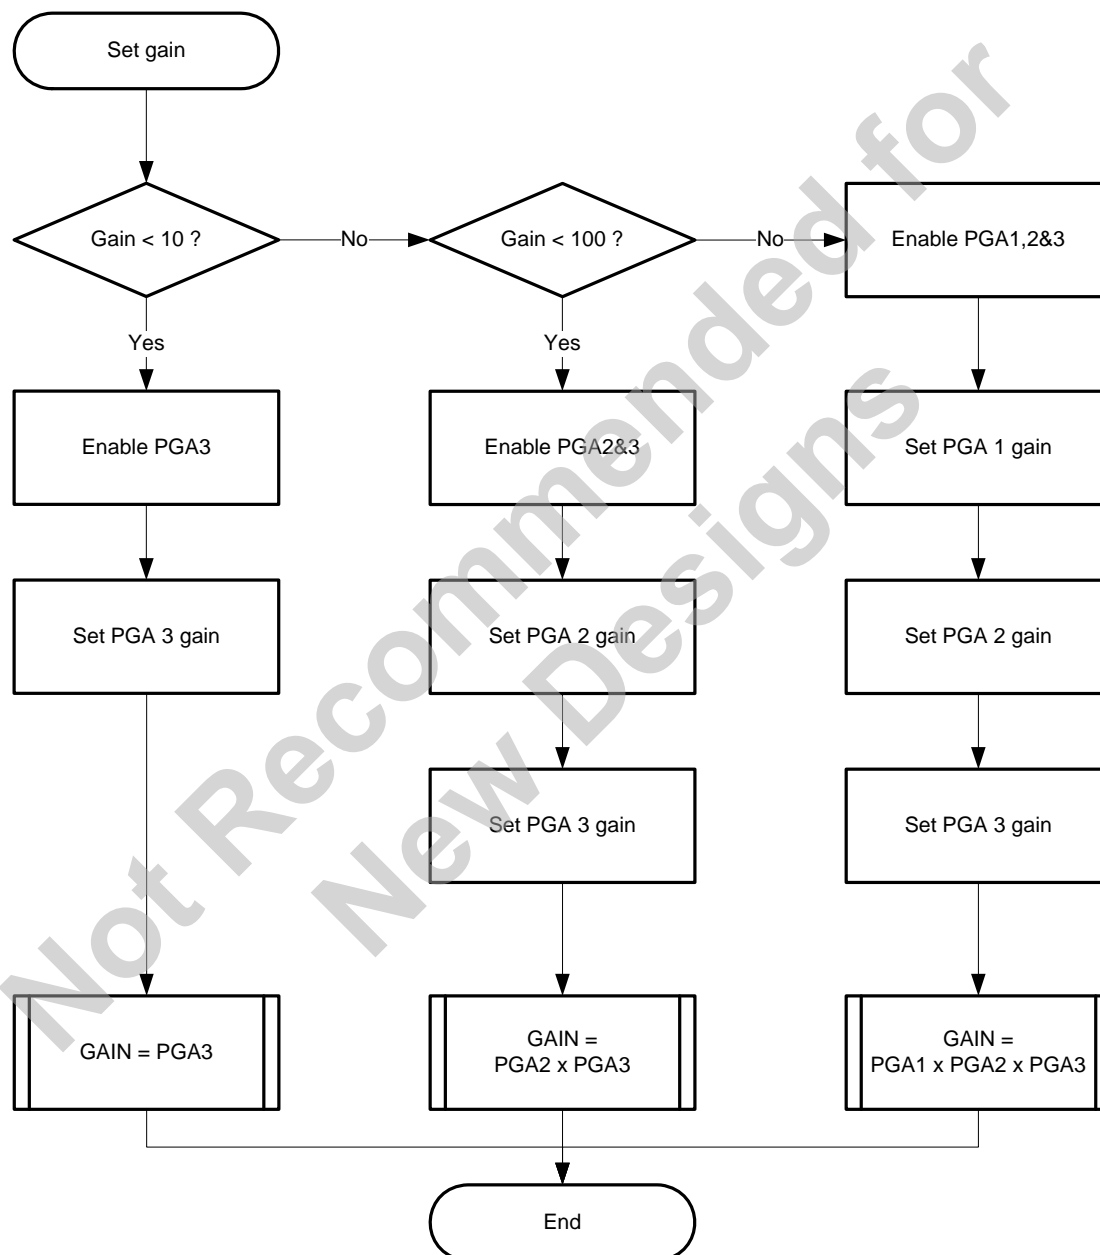 Set gain
Gain < 10 ?
No
Gain < 100 ?
No
Enable PGA1,2&3
Yes
Yes
Enable PGA3
Enable PGA2&3
Set PGA 1 gain
Set PGA 3 gain
Set PGA 2 gain
Set PGA 2 gain
Set PGA 3 gain
Set PGA 3 gain
GAIN = PGA3
GAIN =
PGA2 x PGA3
GAIN =
PGA1 x PGA2 x PGA3
End
Not Recommended for
New Designs